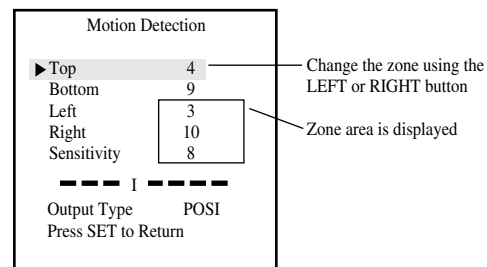 Motion Detection
▶Top 4
Bottom 9
Left 3
Right 10
Sensitivity 8
I
Output Type POSI
Press SET to Return
Change the zone using the
LEFT or RIGHT button
Zone area is displayed